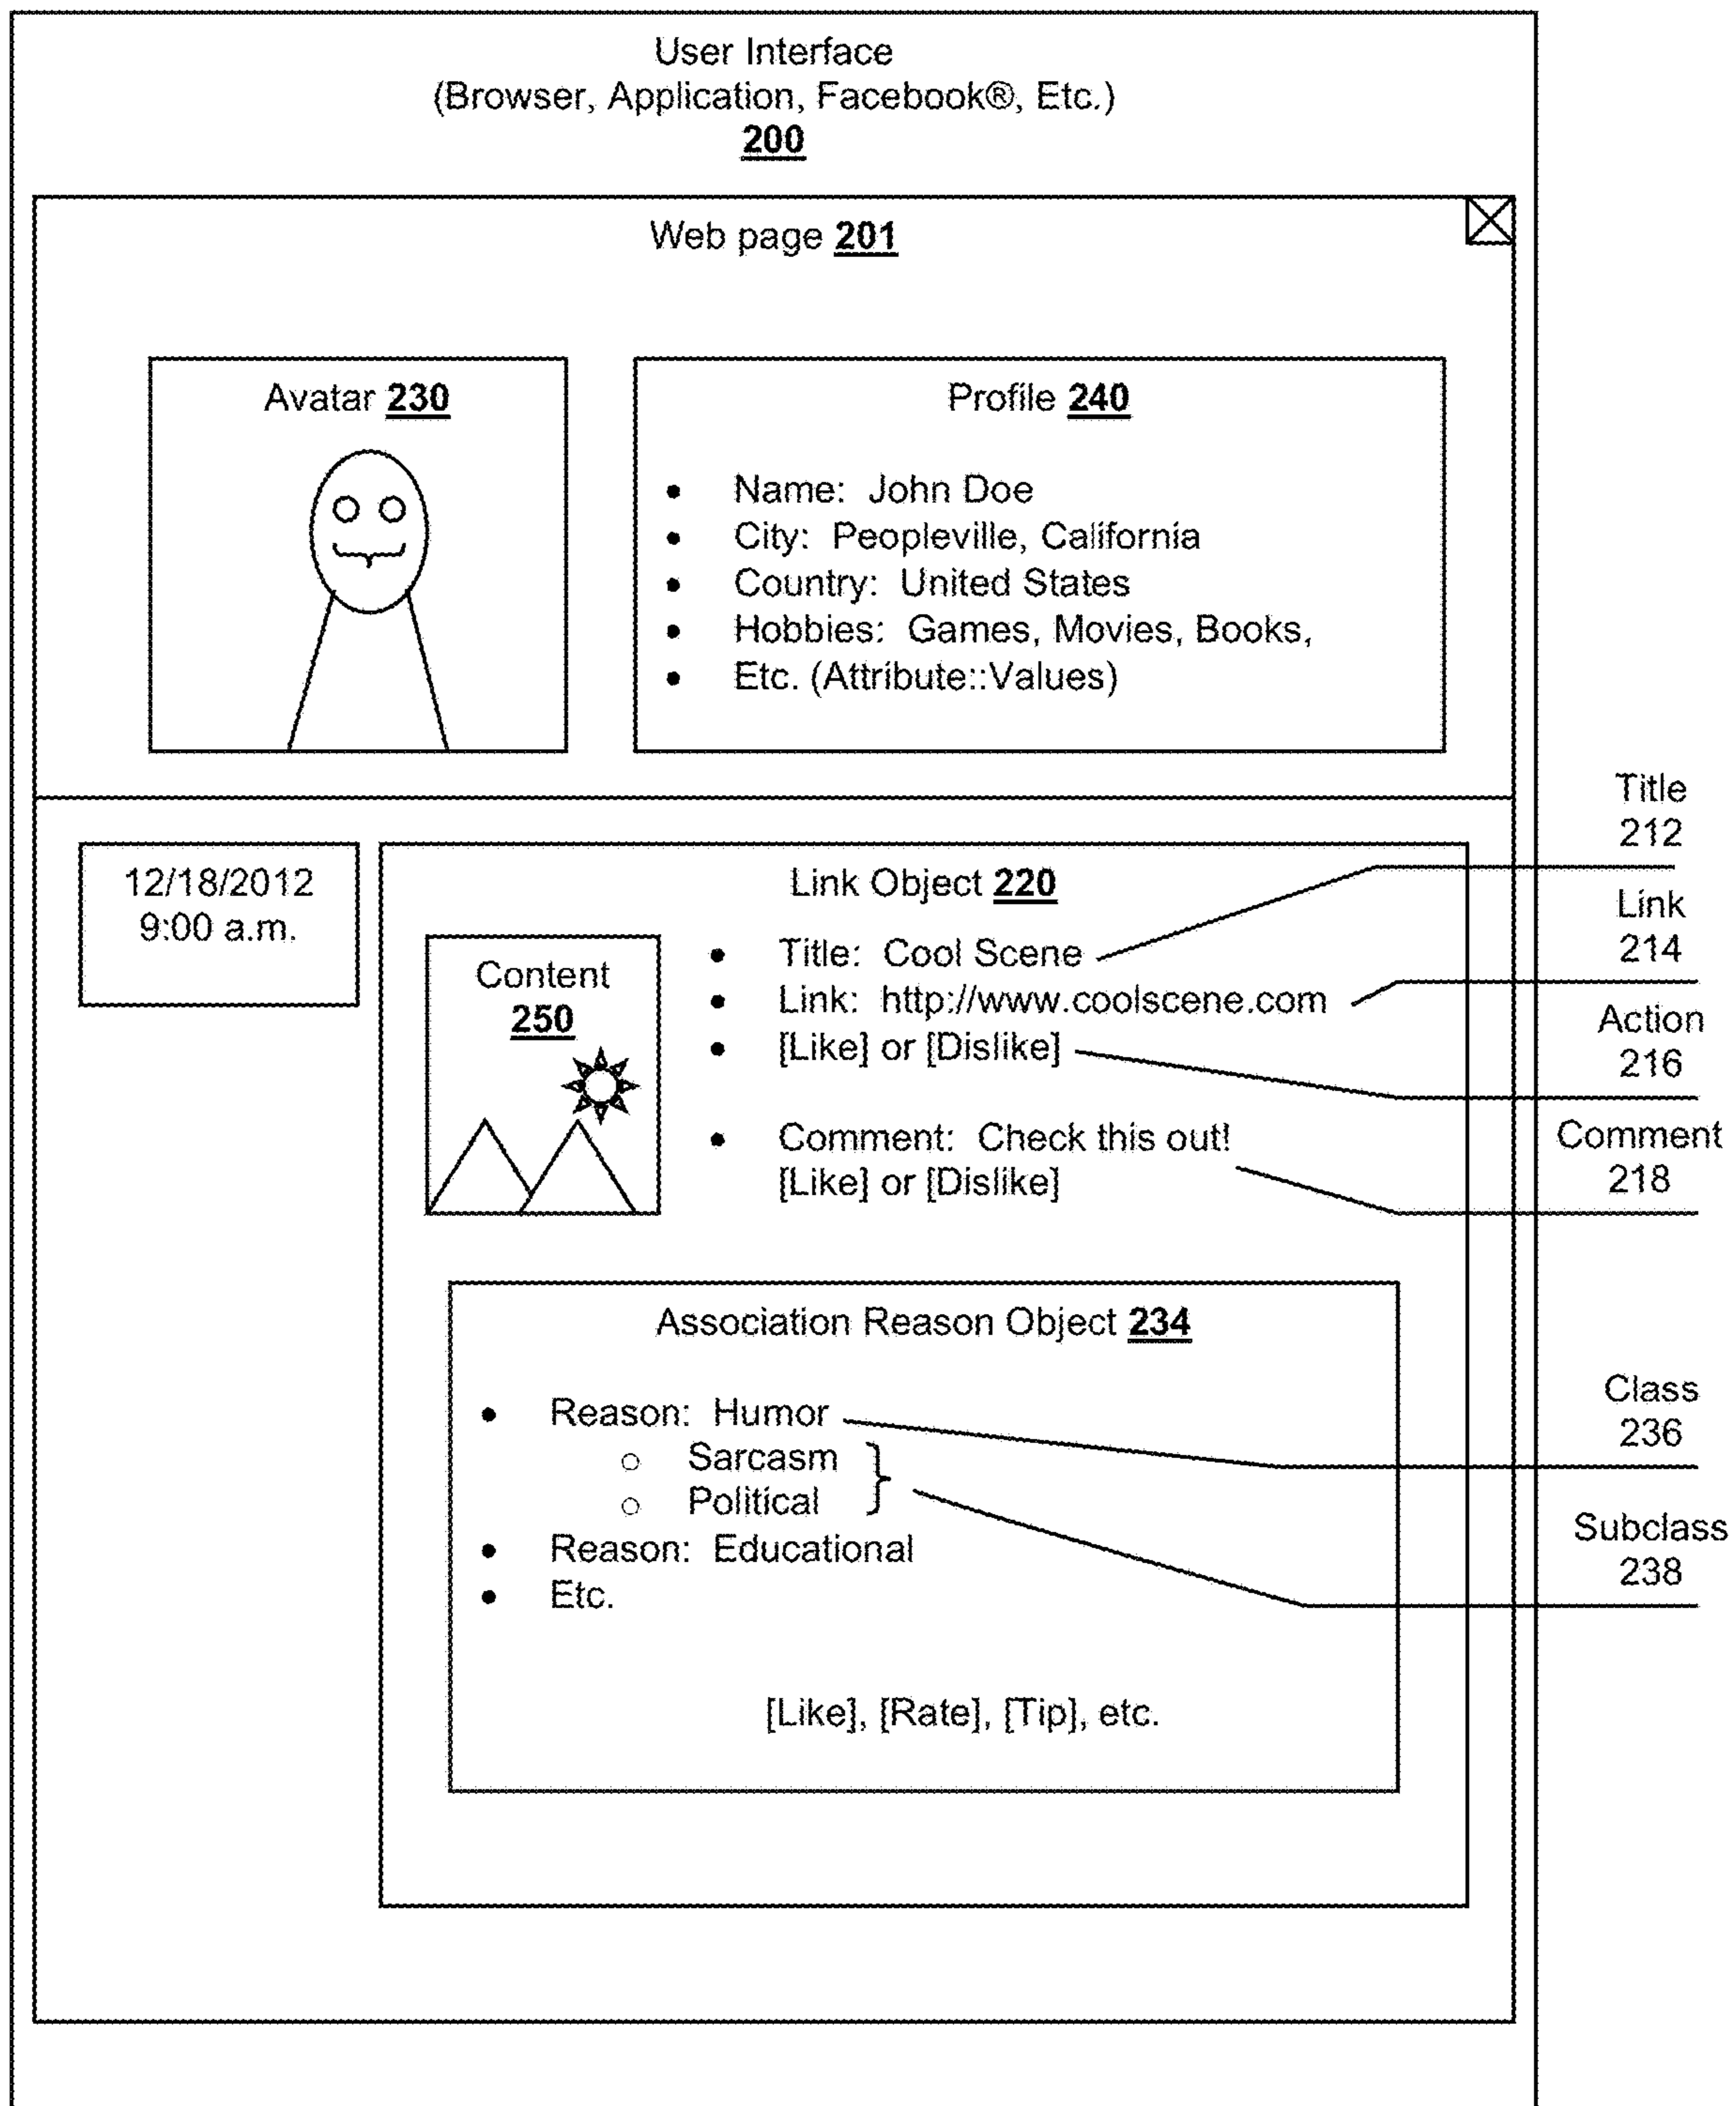 User Interface
(Browser, Application, Facebook®, Etc.)
200
Web page 201
Avatar 230
Profile 240
• Name: John Doe
• City: Peopleville, California
• Country: United States
• Hobbies: Games, Movies, Books,
• Etc. (Attribute::Values)
12/18/2012
9:00 a.m.
Link Object 220
Content
250
• Title: Cool Scene
• Link: http://www.coolscene.com
• [Like] or [Dislike]
• Comment: Check this out!
[Like] or [Dislike]
Title
212
Link
214
Action
216
Comment
218
Association Reason Object 234
• Reason: Humor
○ Sarcasm
○ Political
• Reason: Educational
• Etc.
[Like], [Rate], [Tip], etc.
Class
236
Subclass
238